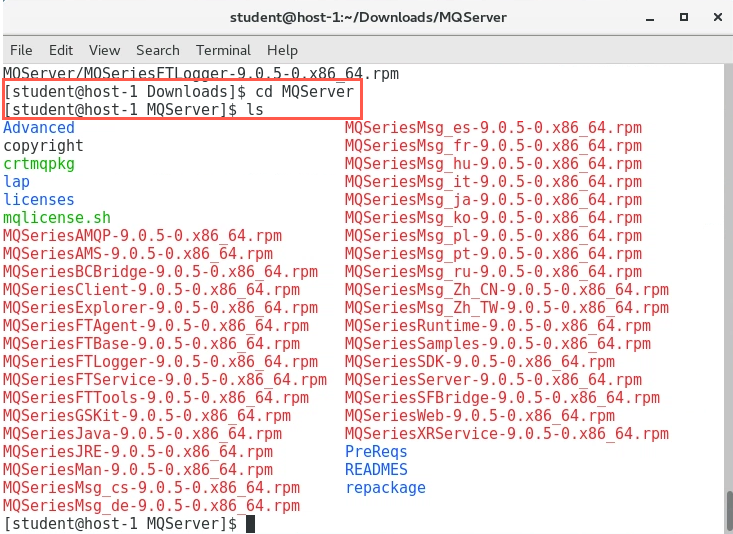 student@host-1:~/Downloads/MQServer
File Edit View Search Terminal Help
MQServer/MQSeriesFTLogger-9.0.5-0.x86_64.rpm
[student@host-1 Downloads]$ cd MQServer
[student@host-1 MQServer]$ ls
Advanced MQSeriesMsg_es-9.0.5-0.x86_64.rpm
copyright MQSeriesMsg_fr-9.0.5-0.x86_64.rpm
crtmqpkg MQSeriesMsg_hu-9.0.5-0.x86_64.rpm
lap MQSeriesMsg_it-9.0.5-0.x86_64.rpm
licenses MQSeriesMsg_ja-9.0.5-0.x86_64.rpm
mqlicense.sh MQSeriesMsg_ko-9.0.5-0.x86_64.rpm
MQSeriesAMQP-9.0.5-0.x86_64.rpm MQSeriesMsg_pl-9.0.5-0.x86_64.rpm
MQSeriesAMS-9.0.5-0.x86_64.rpm MQSeriesMsg_pt-9.0.5-0.x86_64.rpm
MQSeriesBCBridge-9.0.5-0.x86_64.rpm MQSeriesMsg_ru-9.0.5-0.x86_64.rpm
MQSeriesClient-9.0.5-0.x86_64.rpm MQSeriesMsg_Zh_CN-9.0.5-0.x86_64.rpm
MQSeriesExplorer-9.0.5-0.x86_64.rpm MQSeriesMsg_Zh_TW-9.0.5-0.x86_64.rpm
MQSeriesFTAgent-9.0.5-0.x86_64.rpm MQSeriesRuntime-9.0.5-0.x86_64.rpm
MQSeriesFTBase-9.0.5-0.x86_64.rpm MQSeriesSamples-9.0.5-0.x86_64.rpm
MQSeriesFTLogger-9.0.5-0.x86_64.rpm MQSeriesSDK-9.0.5-0.x86_64.rpm
MQSeriesFTService-9.0.5-0.x86_64.rpm MQSeriesServer-9.0.5-0.x86_64.rpm
MQSeriesFTTools-9.0.5-0.x86_64.rpm MQSeriesSFBridge-9.0.5-0.x86_64.rpm
MQSeriesGSKit-9.0.5-0.x86_64.rpm MQSeriesWeb-9.0.5-0.x86_64.rpm
MQSeriesJava-9.0.5-0.x86_64.rpm MQSeriesXRService-9.0.5-0.x86_64.rpm
MQSeriesJRE-9.0.5-0.x86_64.rpm PreReqs
MQSeriesMan-9.0.5-0.x86_64.rpm READMES
MQSeriesMsg_cs-9.0.5-0.x86_64.rpm repackage
MQSeriesMsg_de-9.0.5-0.x86_64.rpm
[student@host-1 MQServer]$